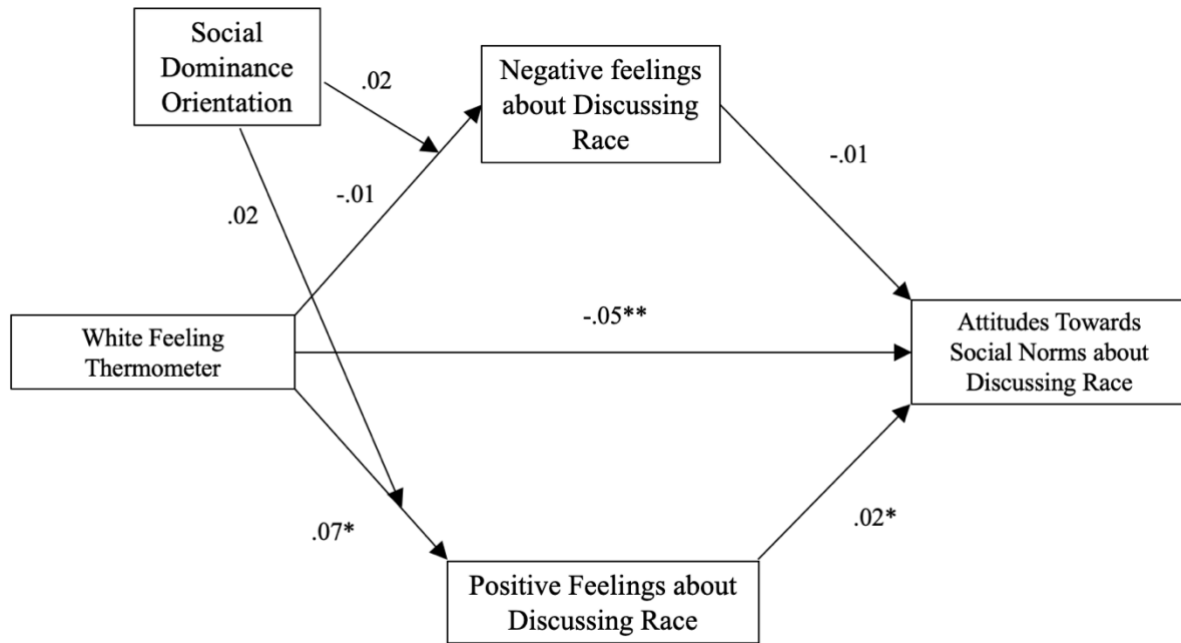 Social
Dominance
Orientation
.02
Negative feelings
about Discussing
Race
-.01
.02
-.01
-.05**
White Feeling
Thermometer
Attitudes Towards
Social Norms about
Discussing Race
.07*
.02*
Positive Feelings about
Discussing Race